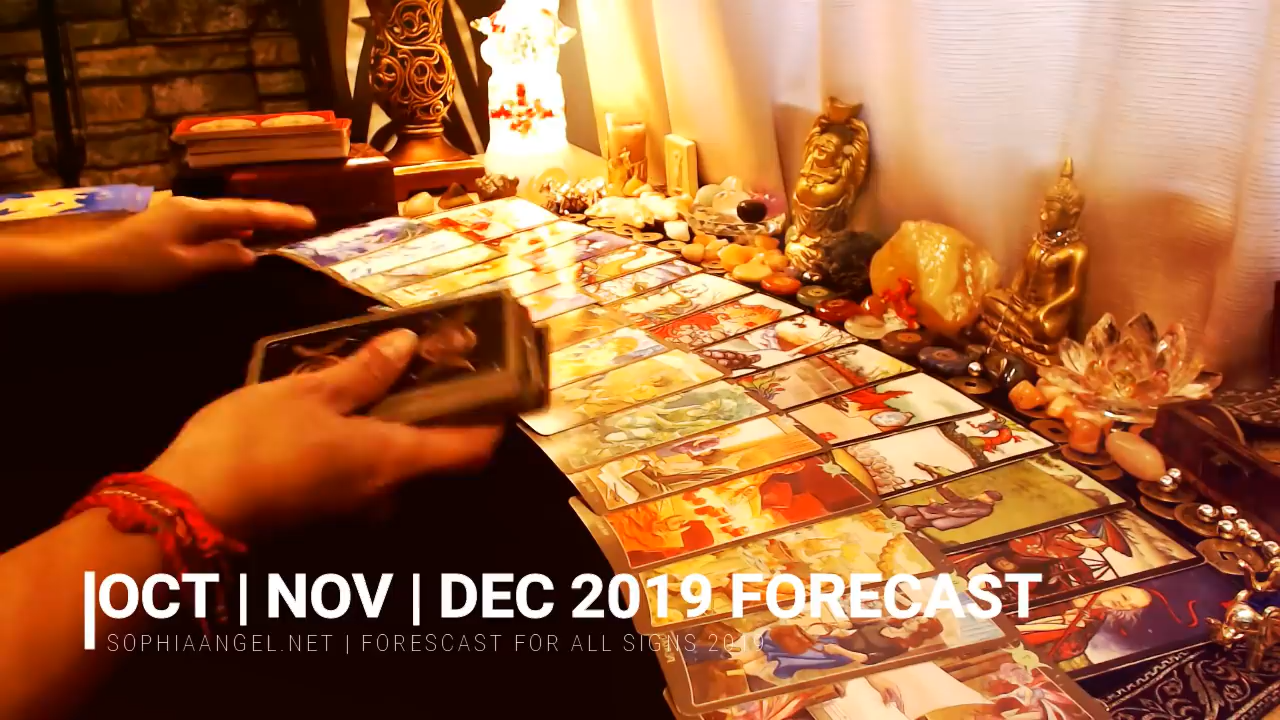 OCT | NOV | DEC 2019 FORECAST
SOPHIAANGEL.NET | FORESCAST FOR ALL SIGNS 2019